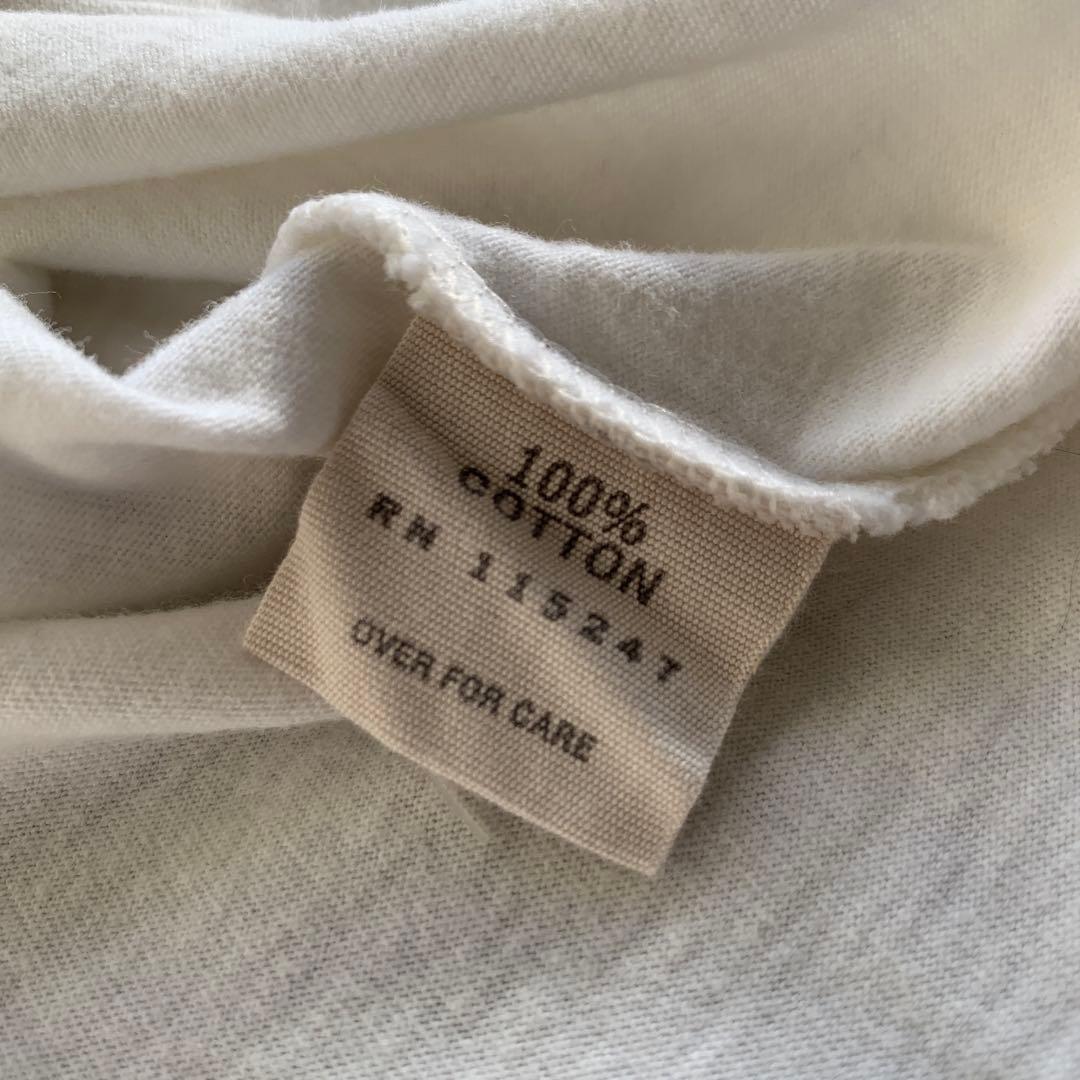 100%
COTTON
RN 115247
OVER FOR CARE